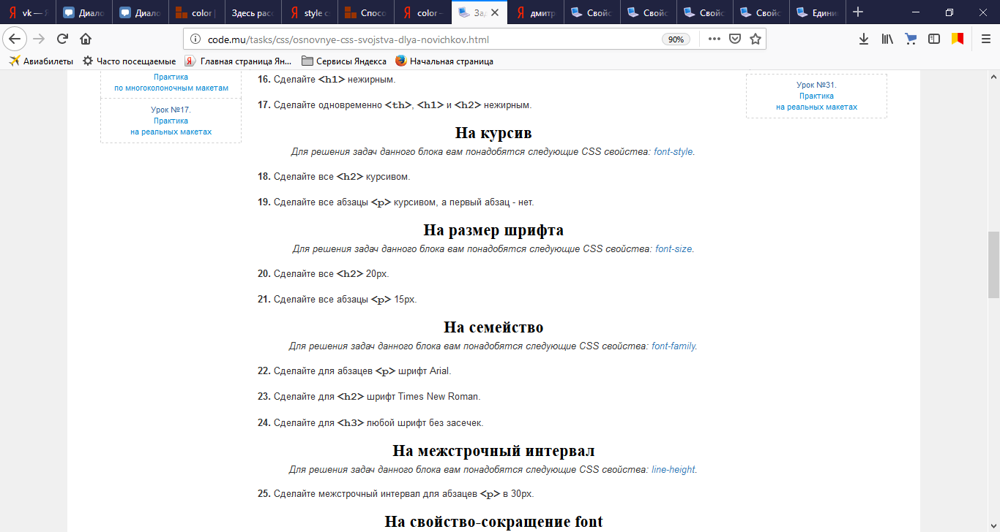 vk — Я
Диало
Диало
color |
Здесь рас
style c
Спосо
color –
Зад
дмитр
Свойс
Свойс
Свойс
Свойс
Едини
code.mu/tasks/css/osnovnye-css-svojstva-dlya-novichkov.html
90%
Авиабилеты
Часто посещаемые
Главная страница Ян...
Сервисы Яндекса
Начальная страница
Практика
по многоколоночным макетам
Урок №17.
Практика
на реальных макетах
16. Сделайте <h1> нежирным.
17. Сделайте одновременно <th>, <h1> и <h2> нежирным.
На курсив
Для решения задач данного блока вам понадобятся следующие CSS свойства: font-style.
18. Сделайте все <h2> курсивом.
19. Сделайте все абзацы <p> курсивом, а первый абзац - нет.
На размер шрифта
Для решения задач данного блока вам понадобятся следующие CSS свойства: font-size.
20. Сделайте все <h2> 20px.
21. Сделайте все абзацы <p> 15px.
На семейство
Для решения задач данного блока вам понадобятся следующие CSS свойства: font-family.
22. Сделайте для абзацев <p> шрифт Arial.
23. Сделайте для <h2> шрифт Times New Roman.
24. Сделайте для <h3> любой шрифт без засечек.
На межстрочный интервал
Для решения задач данного блока вам понадобятся следующие CSS свойства: line-height.
25. Сделайте межстрочный интервал для абзацев <p> в 30px.
На свойство-сокращение font
Урок №31.
Практика
на реальных макетах